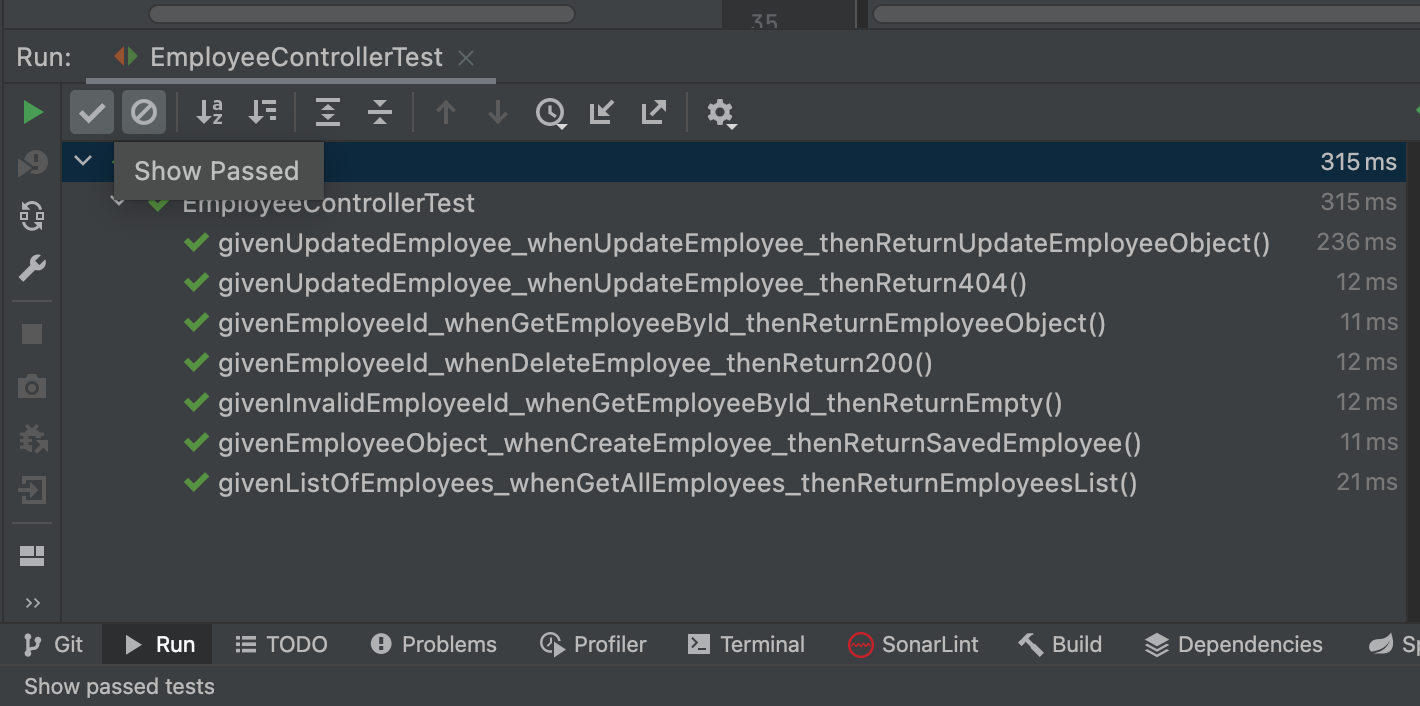 35
Run: EmployeeControllerTest
Show Passed
315 ms
EmployeeControllerTest 315 ms
givenUpdatedEmployee_whenUpdateEmployee_thenReturnUpdateEmployeeObject() 236 ms
givenUpdatedEmployee_whenUpdateEmployee_thenReturn404() 12 ms
givenEmployeeId_whenGetEmployeeById_thenReturnEmployeeObject() 11 ms
givenEmployeeId_whenDeleteEmployee_thenReturn200() 12 ms
givenInvalidEmployeeId_whenGetEmployeeById_thenReturnEmpty() 12 ms
givenEmployeeObject_whenCreateEmployee_thenReturnSavedEmployee() 11 ms
givenListOfEmployees_whenGetAllEmployees_thenReturnEmployeesList() 21 ms
Git Run TODO Problems Profiler Terminal SonarLint Build Dependencies Sp
Show passed tests